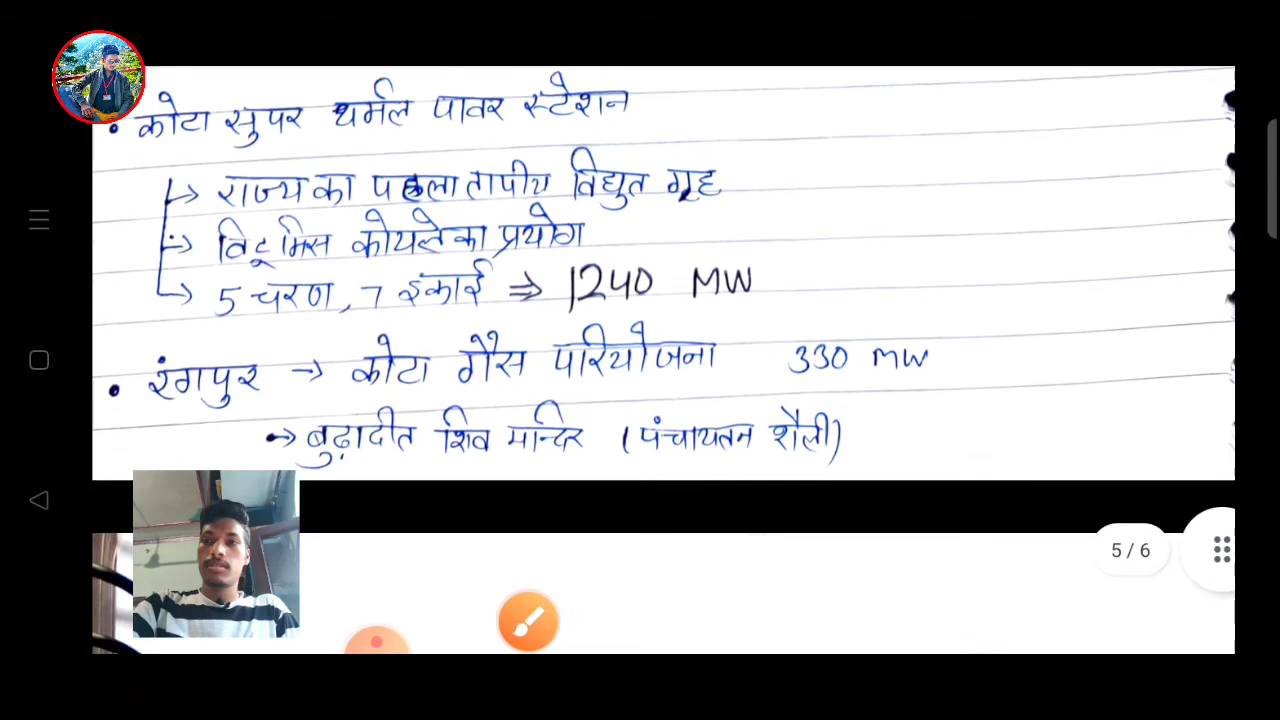 • कोटा सुपर थर्मल पावर स्टेशन
→ राज्य का पहला तापीय विद्युत गृह
→ विटूमिस कोयले का प्रयोग
→ 5 चरण, 7 इकाई ⇒ 1240 MW
• रंगपुर → कोटा गैस परियोजना 330 MW
→ बुढ़ादीत शिव मन्दिर (पंचायतन शैली)
5 / 6